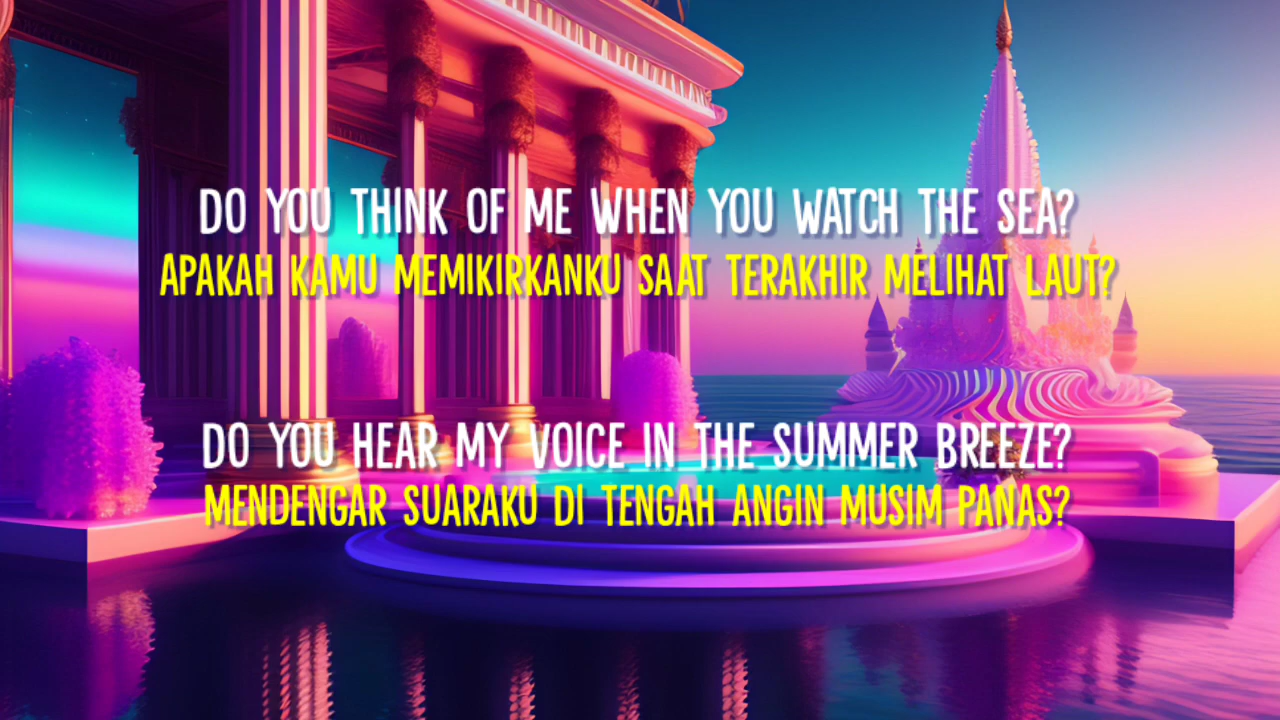 DO YOU THINK OF ME WHEN YOU WATCH THE SEA?
APAKAH KAMU MEMIKIRKANKU SAAT TERAKHIR MELIHAT LAUT?
DO YOU HEAR MY VOICE IN THE SUMMER BREEZE?
MENDENGAR SUARAKU DI TENGAH ANGIN MUSIM PANAS?